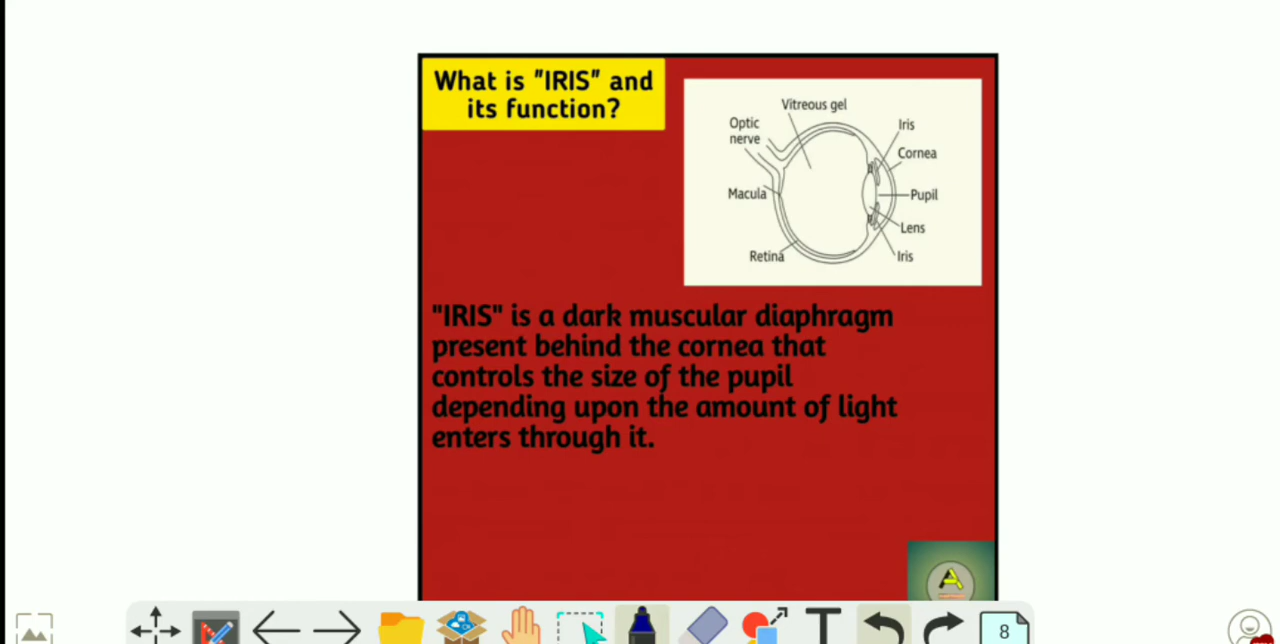 What is "IRIS" and
its function?
Vitreous gel
Optic
nerve
Iris
Cornea
Macula
Pupil
Lens
Retina
Iris
"IRIS" is a dark muscular diaphragm
present behind the cornea that
controls the size of the pupil
depending upon the amount of light
enters through it.
A
T
8